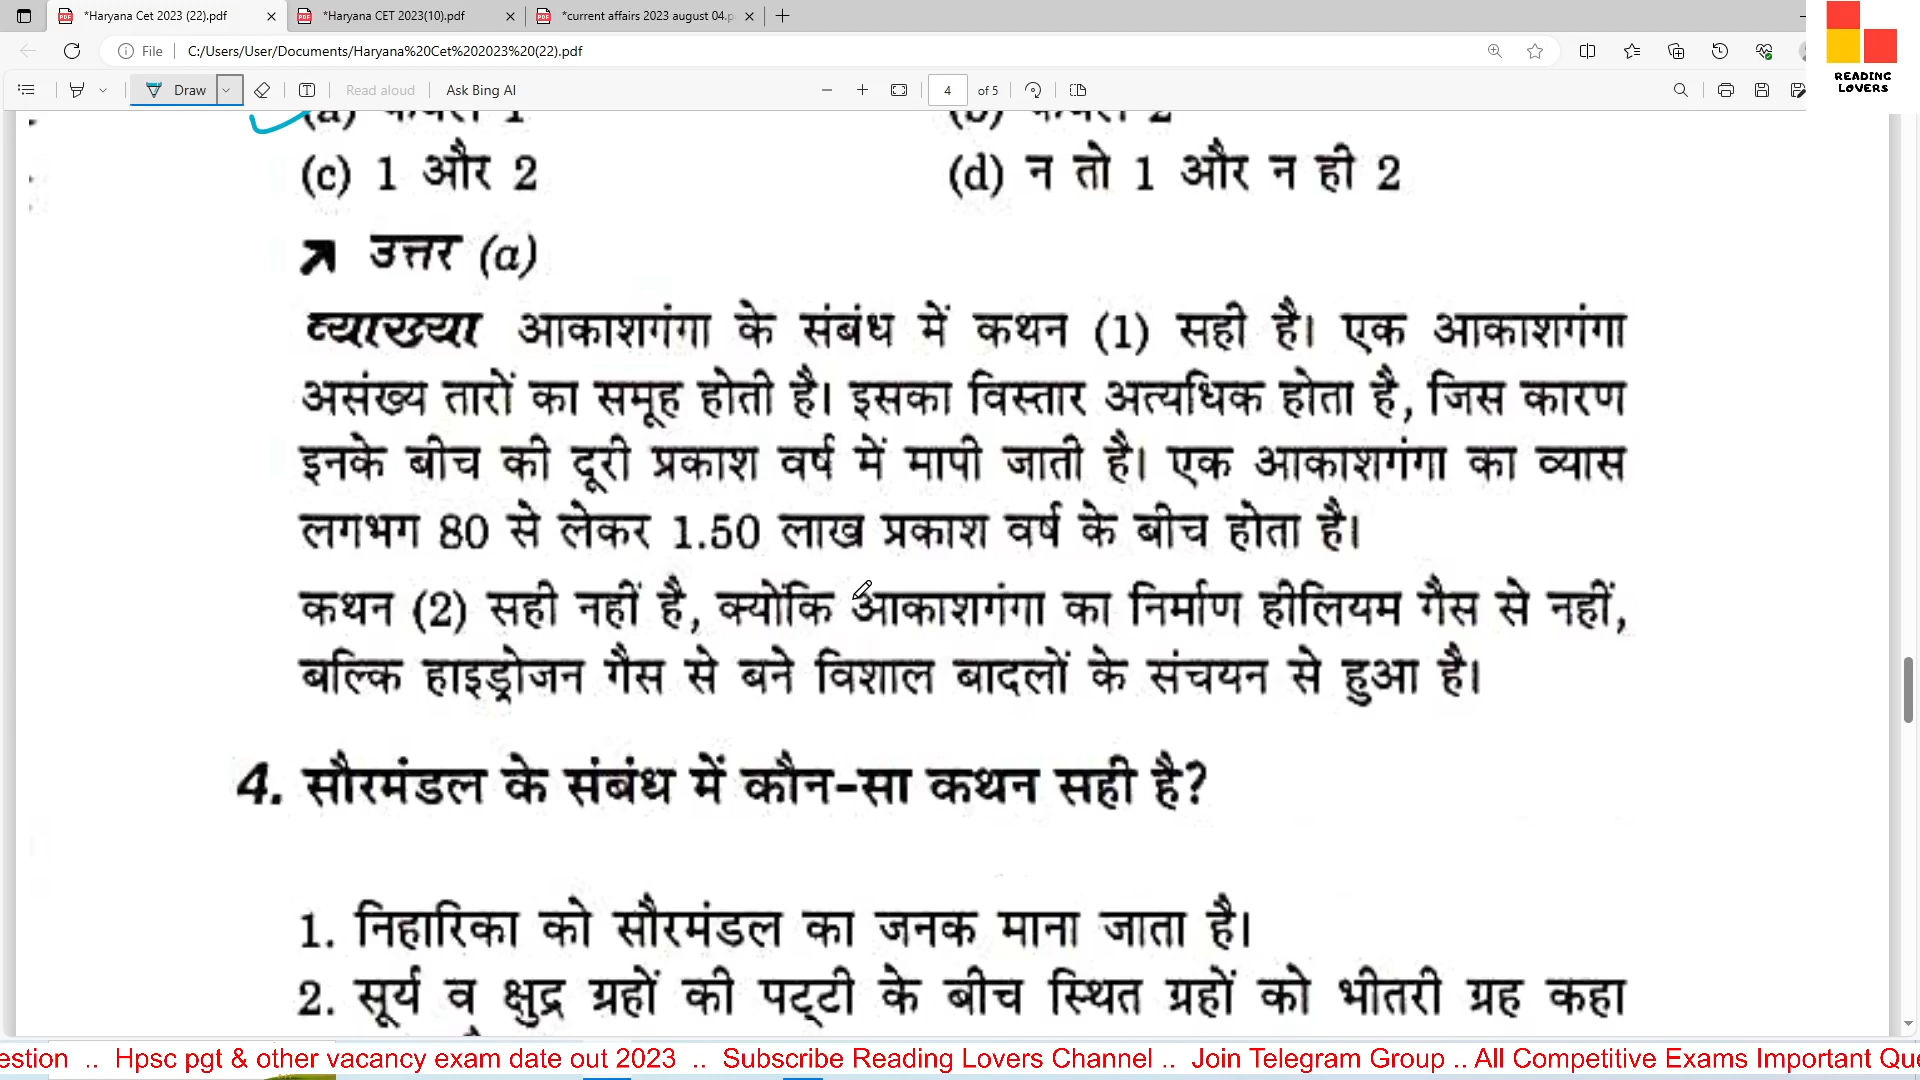 *Haryana Cet 2023 (22).pdf
*Haryana CET 2023(10).pdf
*current affairs 2023 august 04.p
File
C:/Users/User/Documents/Haryana%20Cet%202023%20(22).pdf
READING
LOVERS
Draw
Read aloud
Ask Bing AI
4 of 5
(a) केवल 1 (b) केवल 2
(c) 1 और 2 (d) न तो 1 और न ही 2
उत्तर (a)
व्याख्या आकाशगंगा के संबंध में कथन (1) सही है। एक आकाशगंगा
असंख्य तारों का समूह होती है। इसका विस्तार अत्यधिक होता है, जिस कारण
इनके बीच की दूरी प्रकाश वर्ष में मापी जाती है। एक आकाशगंगा का व्यास
लगभग 80 से लेकर 1.50 लाख प्रकाश वर्ष के बीच होता है।
कथन (2) सही नहीं है, क्योंकि आकाशगंगा का निर्माण हीलियम गैस से नहीं,
बल्कि हाइड्रोजन गैस से बने विशाल बादलों के संचयन से हुआ है।
4. सौरमंडल के संबंध में कौन-सा कथन सही है?
1. निहारिका को सौरमंडल का जनक माना जाता है।
2. सूर्य व क्षुद्र ग्रहों की पट्टी के बीच स्थित ग्रहों को भीतरी ग्रह कहा
estion .. Hpsc pgt & other vacancy exam date out 2023 .. Subscribe Reading Lovers Channel .. Join Telegram Group .. All Competitive Exams Important Que